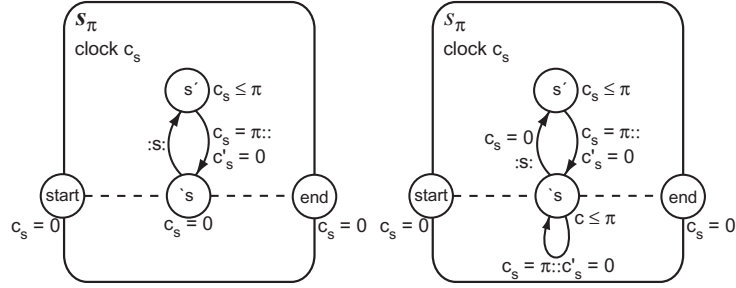 s_π
clock c_s
s´ c_s ≤ π
:s: c_s = π::
c'_s = 0
start `s end
c_s = 0 c_s = 0 c_s = 0
s_π
clock c_s
s´ c_s ≤ π
c_s = 0 c_s = π::
:s: c'_s = 0
start `s end
c_s = 0 c ≤ π c_s = 0
c_s = π::c'_s = 0